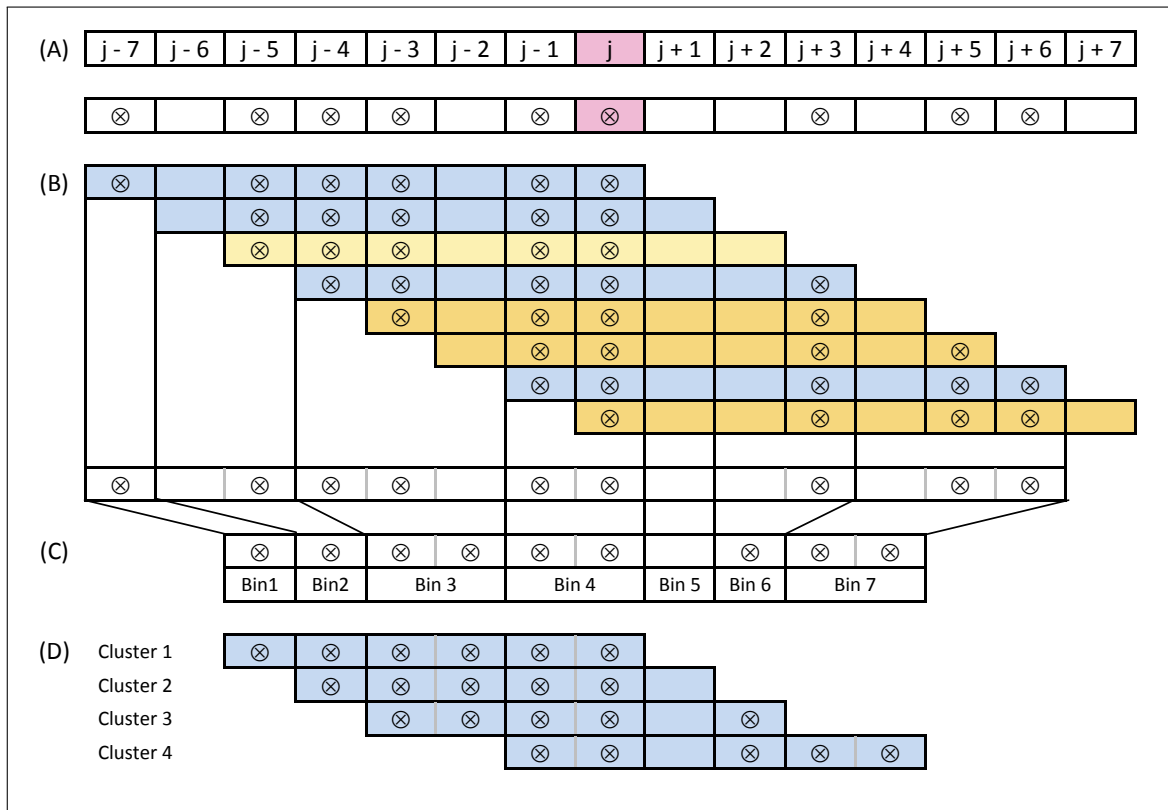 (A) j - 7 j - 6 j - 5 j - 4 j - 3 j - 2 j - 1 j j + 1 j + 2 j + 3 j + 4 j + 5 j + 6 j + 7
⊗ ⊗ ⊗ ⊗ ⊗ ⊗ ⊗ ⊗ ⊗
(B) ⊗ ⊗ ⊗ ⊗ ⊗ ⊗
⊗ ⊗ ⊗ ⊗ ⊗
⊗ ⊗ ⊗ ⊗ ⊗
⊗ ⊗ ⊗ ⊗ ⊗
⊗ ⊗ ⊗ ⊗
⊗ ⊗ ⊗ ⊗
⊗ ⊗ ⊗ ⊗ ⊗
⊗ ⊗ ⊗ ⊗
⊗ ⊗ ⊗ ⊗ ⊗ ⊗ ⊗ ⊗ ⊗
(C) ⊗ ⊗ ⊗ ⊗ ⊗ ⊗ ⊗ ⊗ ⊗
Bin1 Bin2 Bin 3 Bin 4 Bin 5 Bin 6 Bin 7
(D) Cluster 1 ⊗ ⊗ ⊗ ⊗ ⊗ ⊗
Cluster 2 ⊗ ⊗ ⊗ ⊗ ⊗
Cluster 3 ⊗ ⊗ ⊗ ⊗ ⊗
Cluster 4 ⊗ ⊗ ⊗ ⊗ ⊗